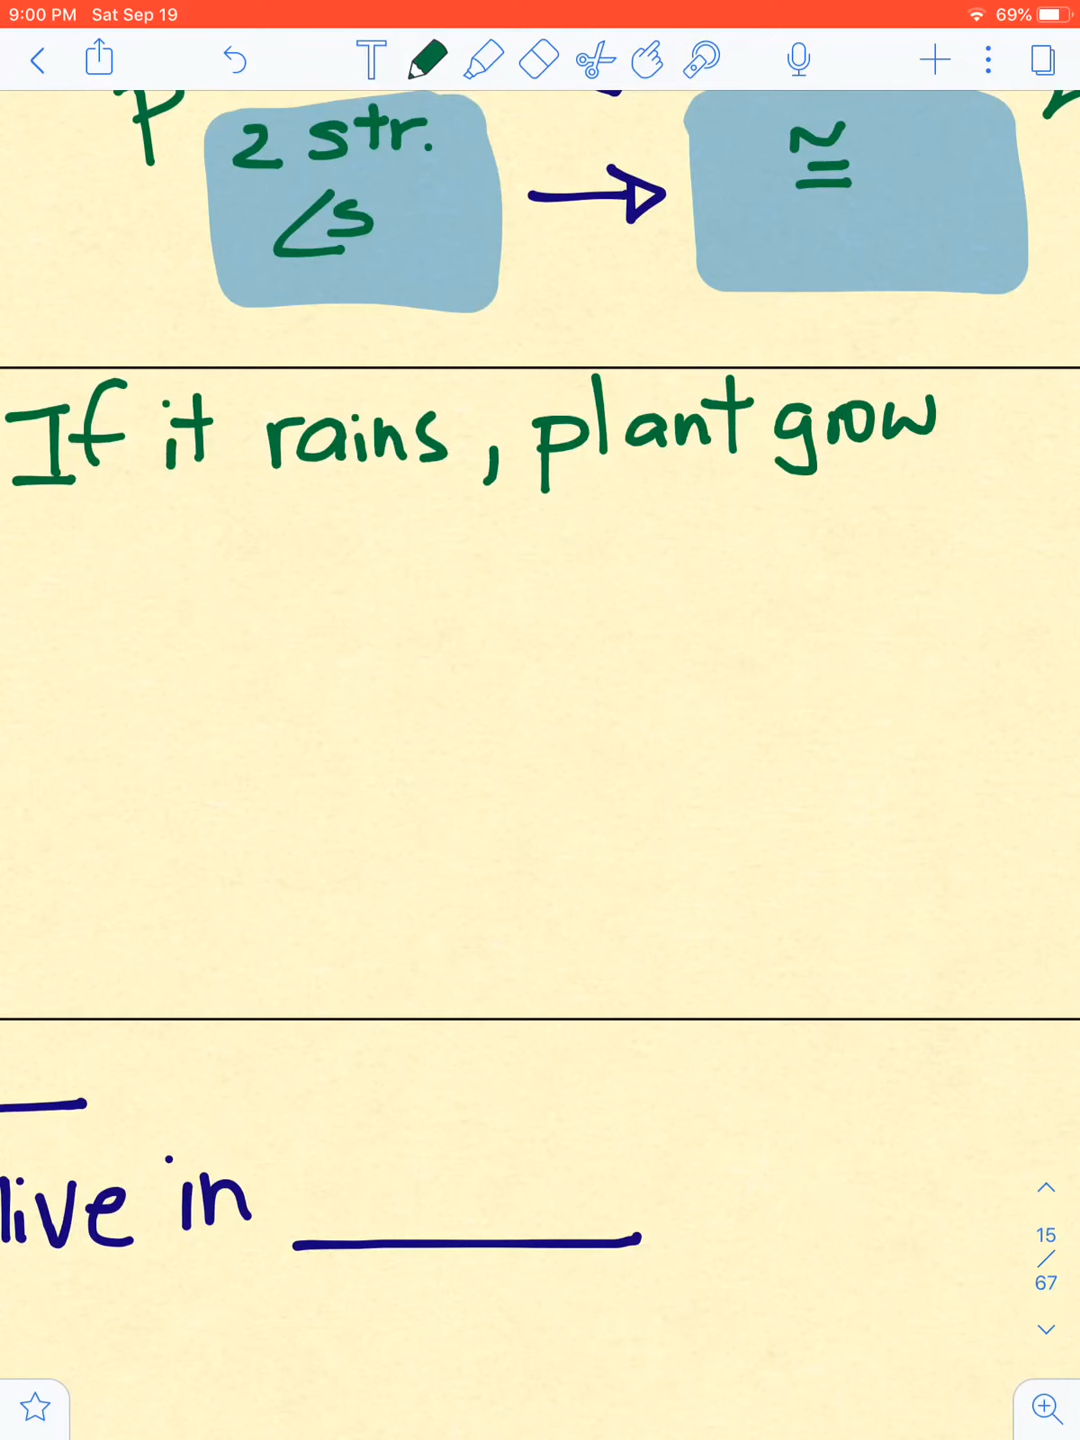 9:00 PM Sat Sep 19 69%
T
P
2 str.
∠s
≅
If it rains, plant grow
live in
15
/
67